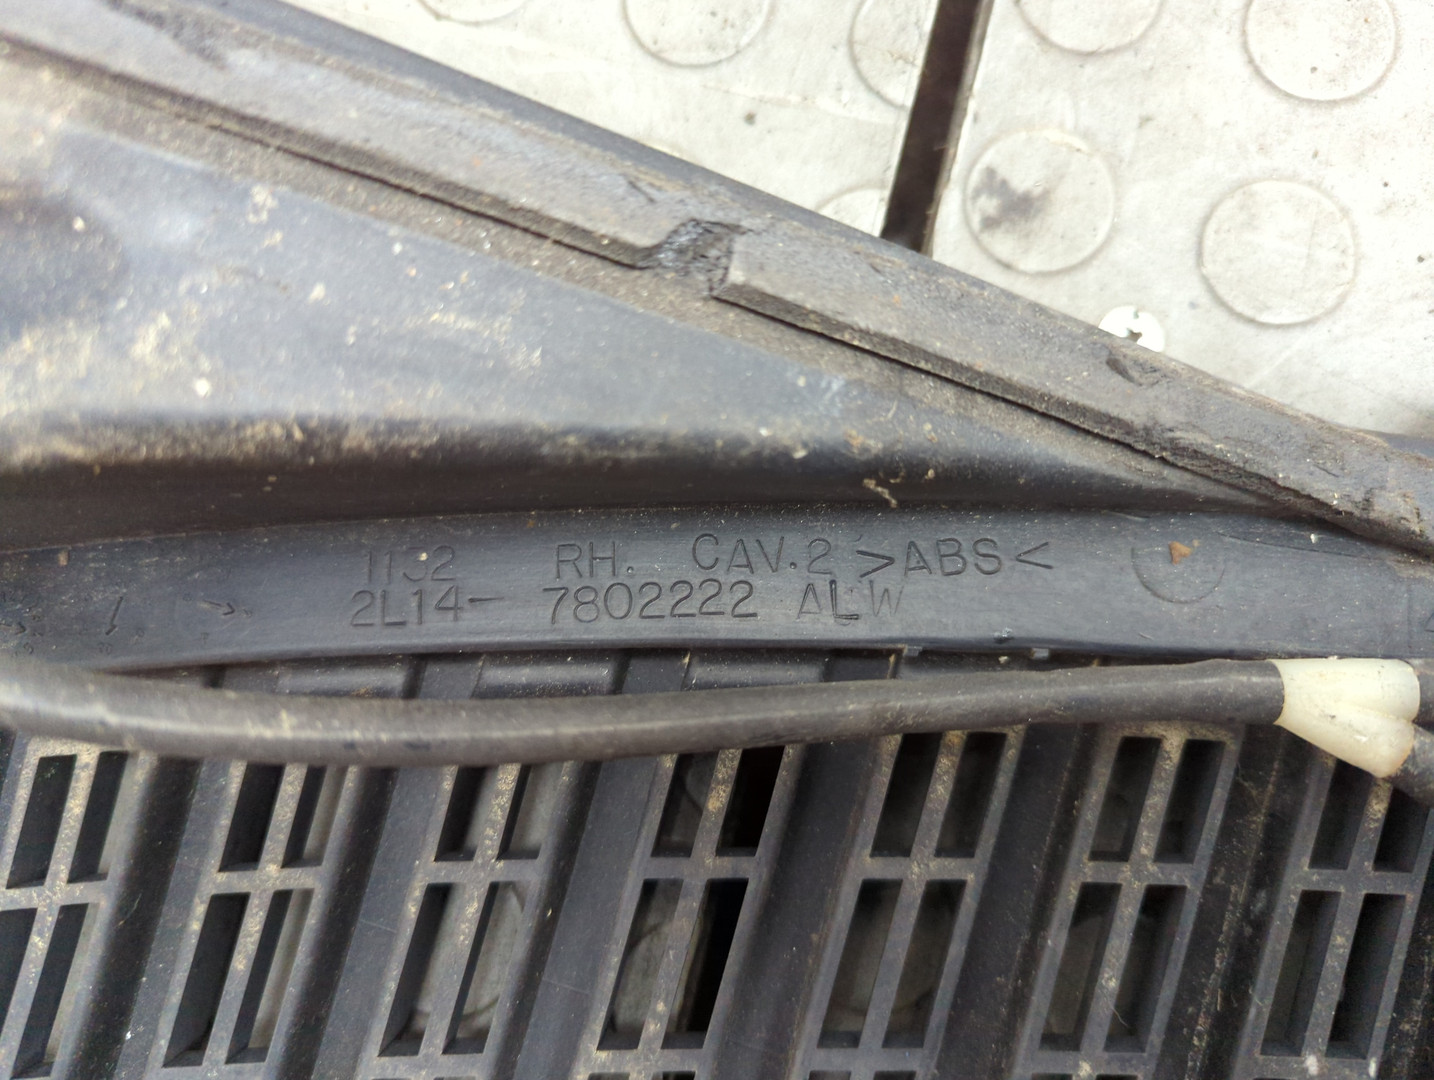 1132 RH. CAV.2 >ABS<
2L14- 7802222 ALW